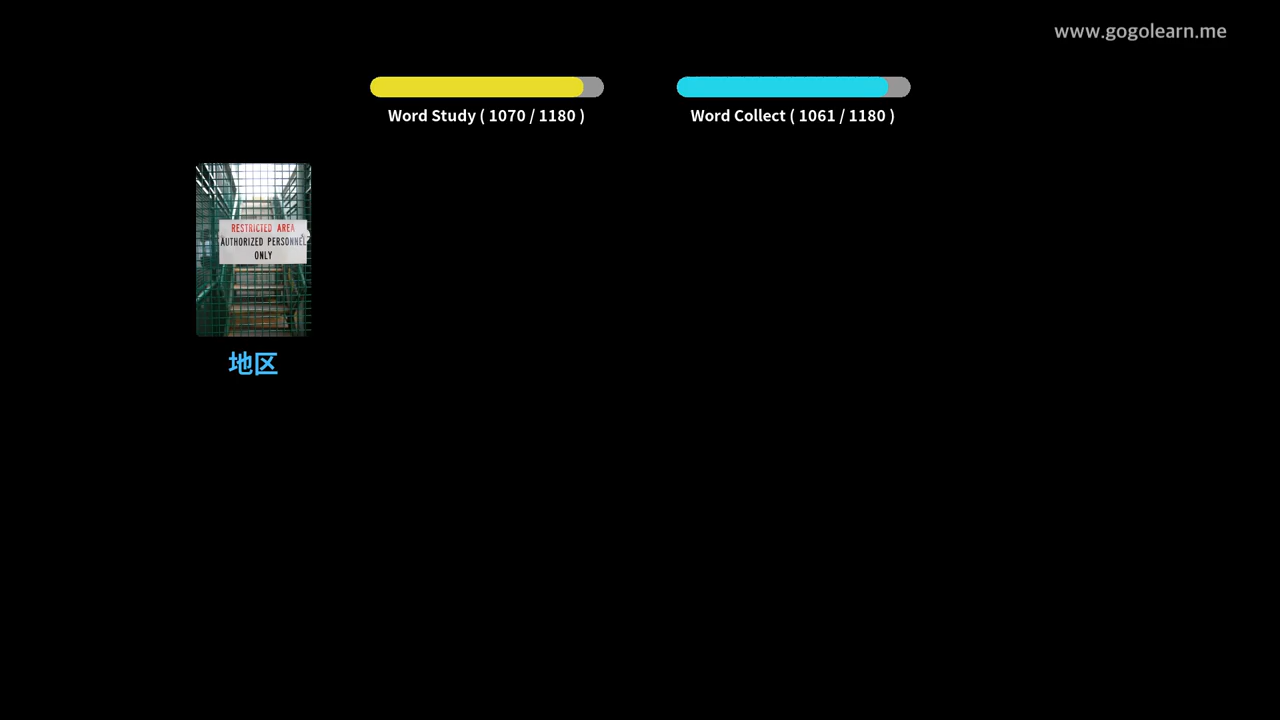 www.gogolearn.me
Word Study ( 1070 / 1180 )
Word Collect ( 1061 / 1180 )
RESTRICTED AREA
AUTHORIZED PERSONNEL
ONLY
地区